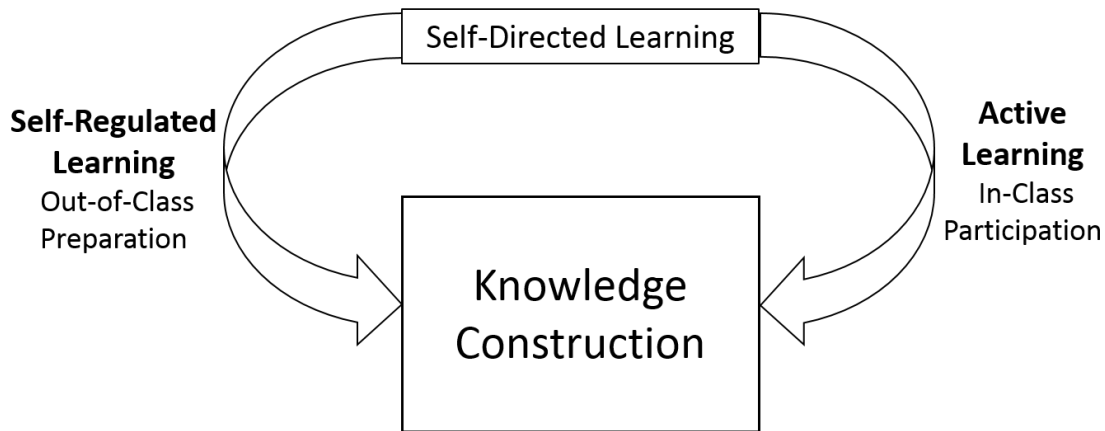 Self-Directed Learning
Self-Regulated
Learning
Out-of-Class
Preparation
Active
Learning
In-Class
Participation
Knowledge
Construction